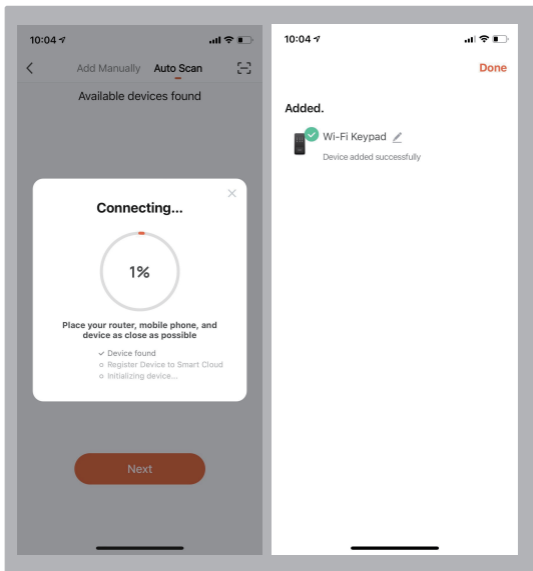 10:04
Add Manually Auto Scan
Available devices found
Connecting...
1%
Place your router, mobile phone, and
device as close as possible
Device found
Register Device to Smart Cloud
Initializing device...
Next
10:04
Done
Added.
Wi-Fi Keypad
Device added successfully